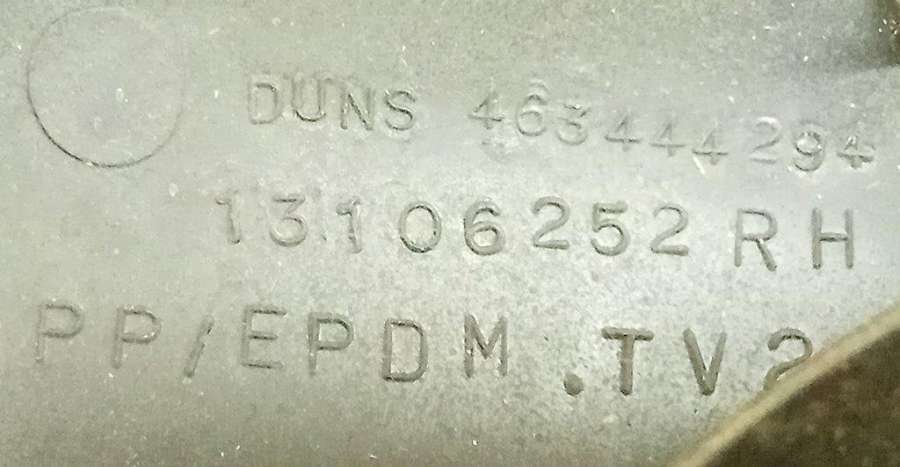 DUNS 463444294
13106252 RH
PP/EPDM .TV2